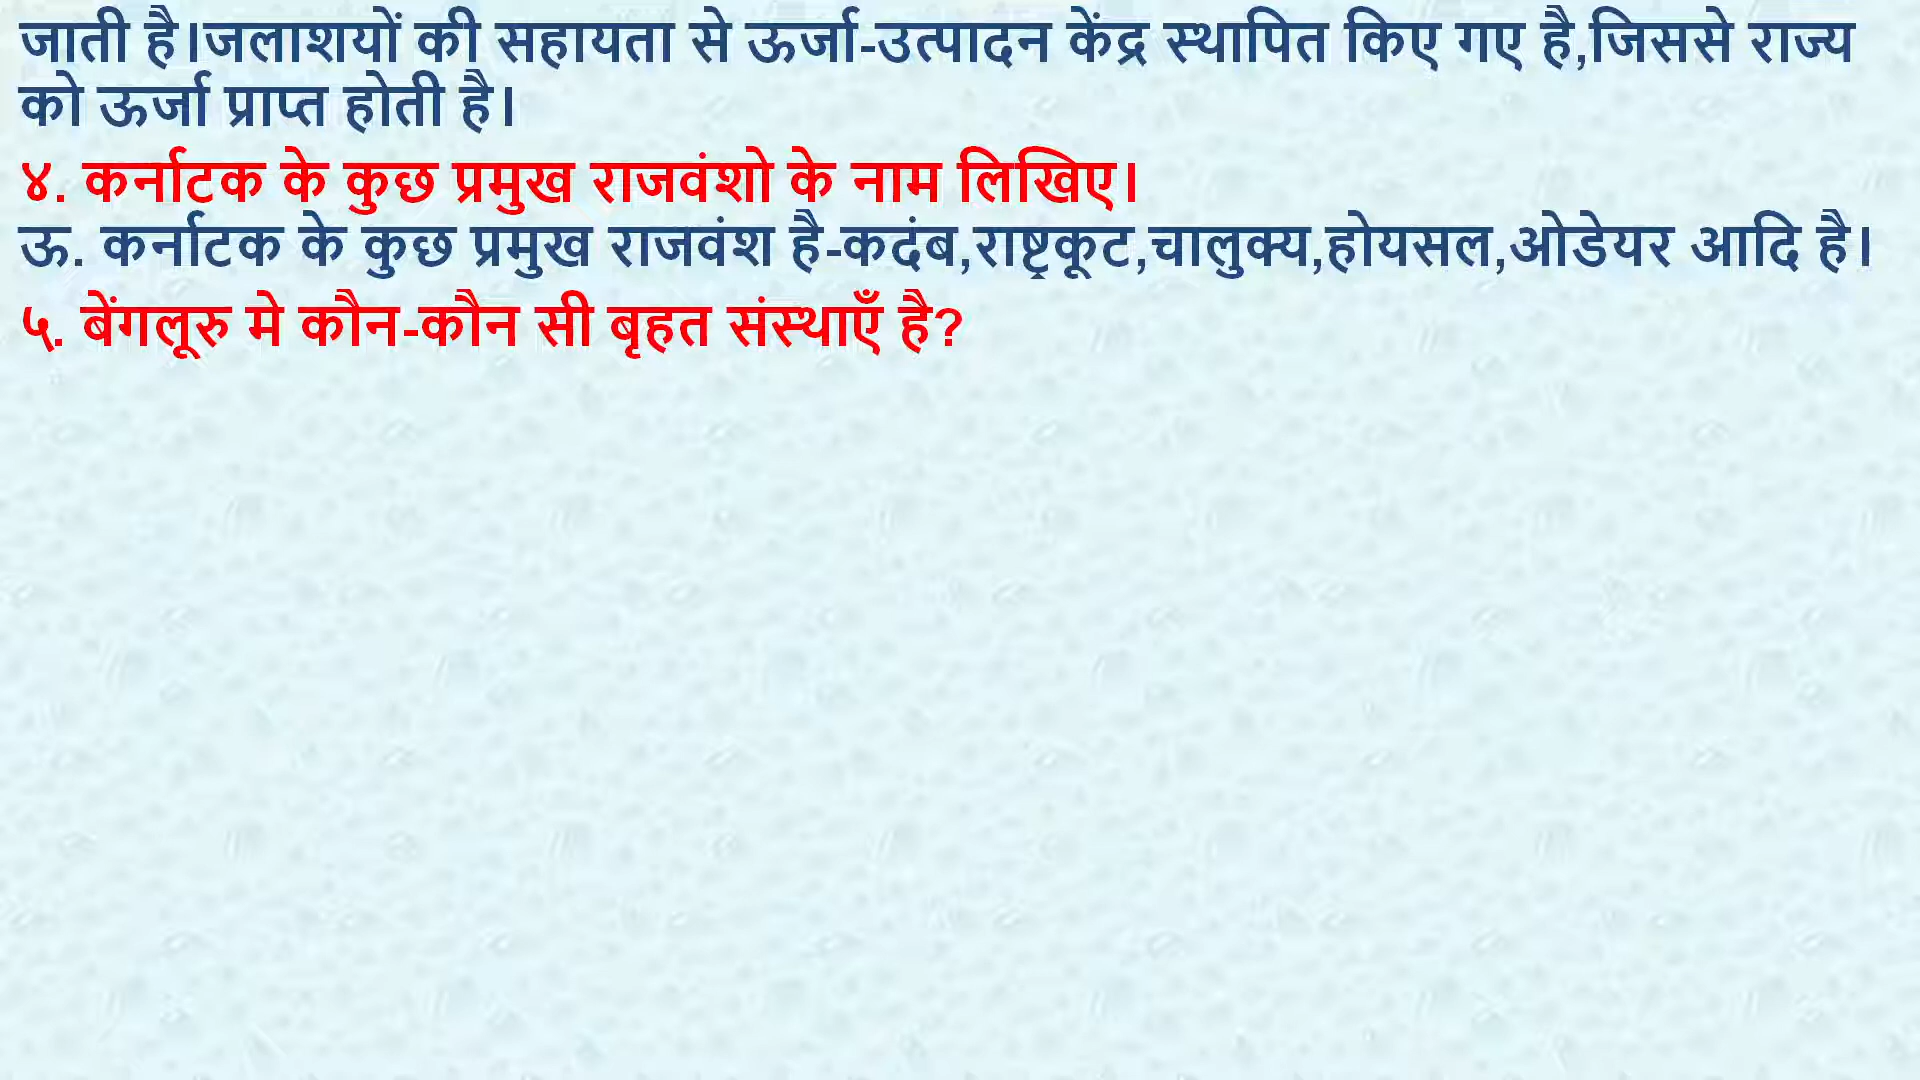 जाती है।जलाशयों की सहायता से ऊर्जा-उत्पादन केंद्र स्थापित किए गए है,जिससे राज्य
को ऊर्जा प्राप्त होती है।
४. कर्नाटक के कुछ प्रमुख राजवंशो के नाम लिखिए।
ऊ. कर्नाटक के कुछ प्रमुख राजवंश है-कदंब,राष्ट्रकूट,चालुक्य,होयसल,ओडेयर आदि है।
५. बेंगलूरु मे कौन-कौन सी बृहत संस्थाएँ है?